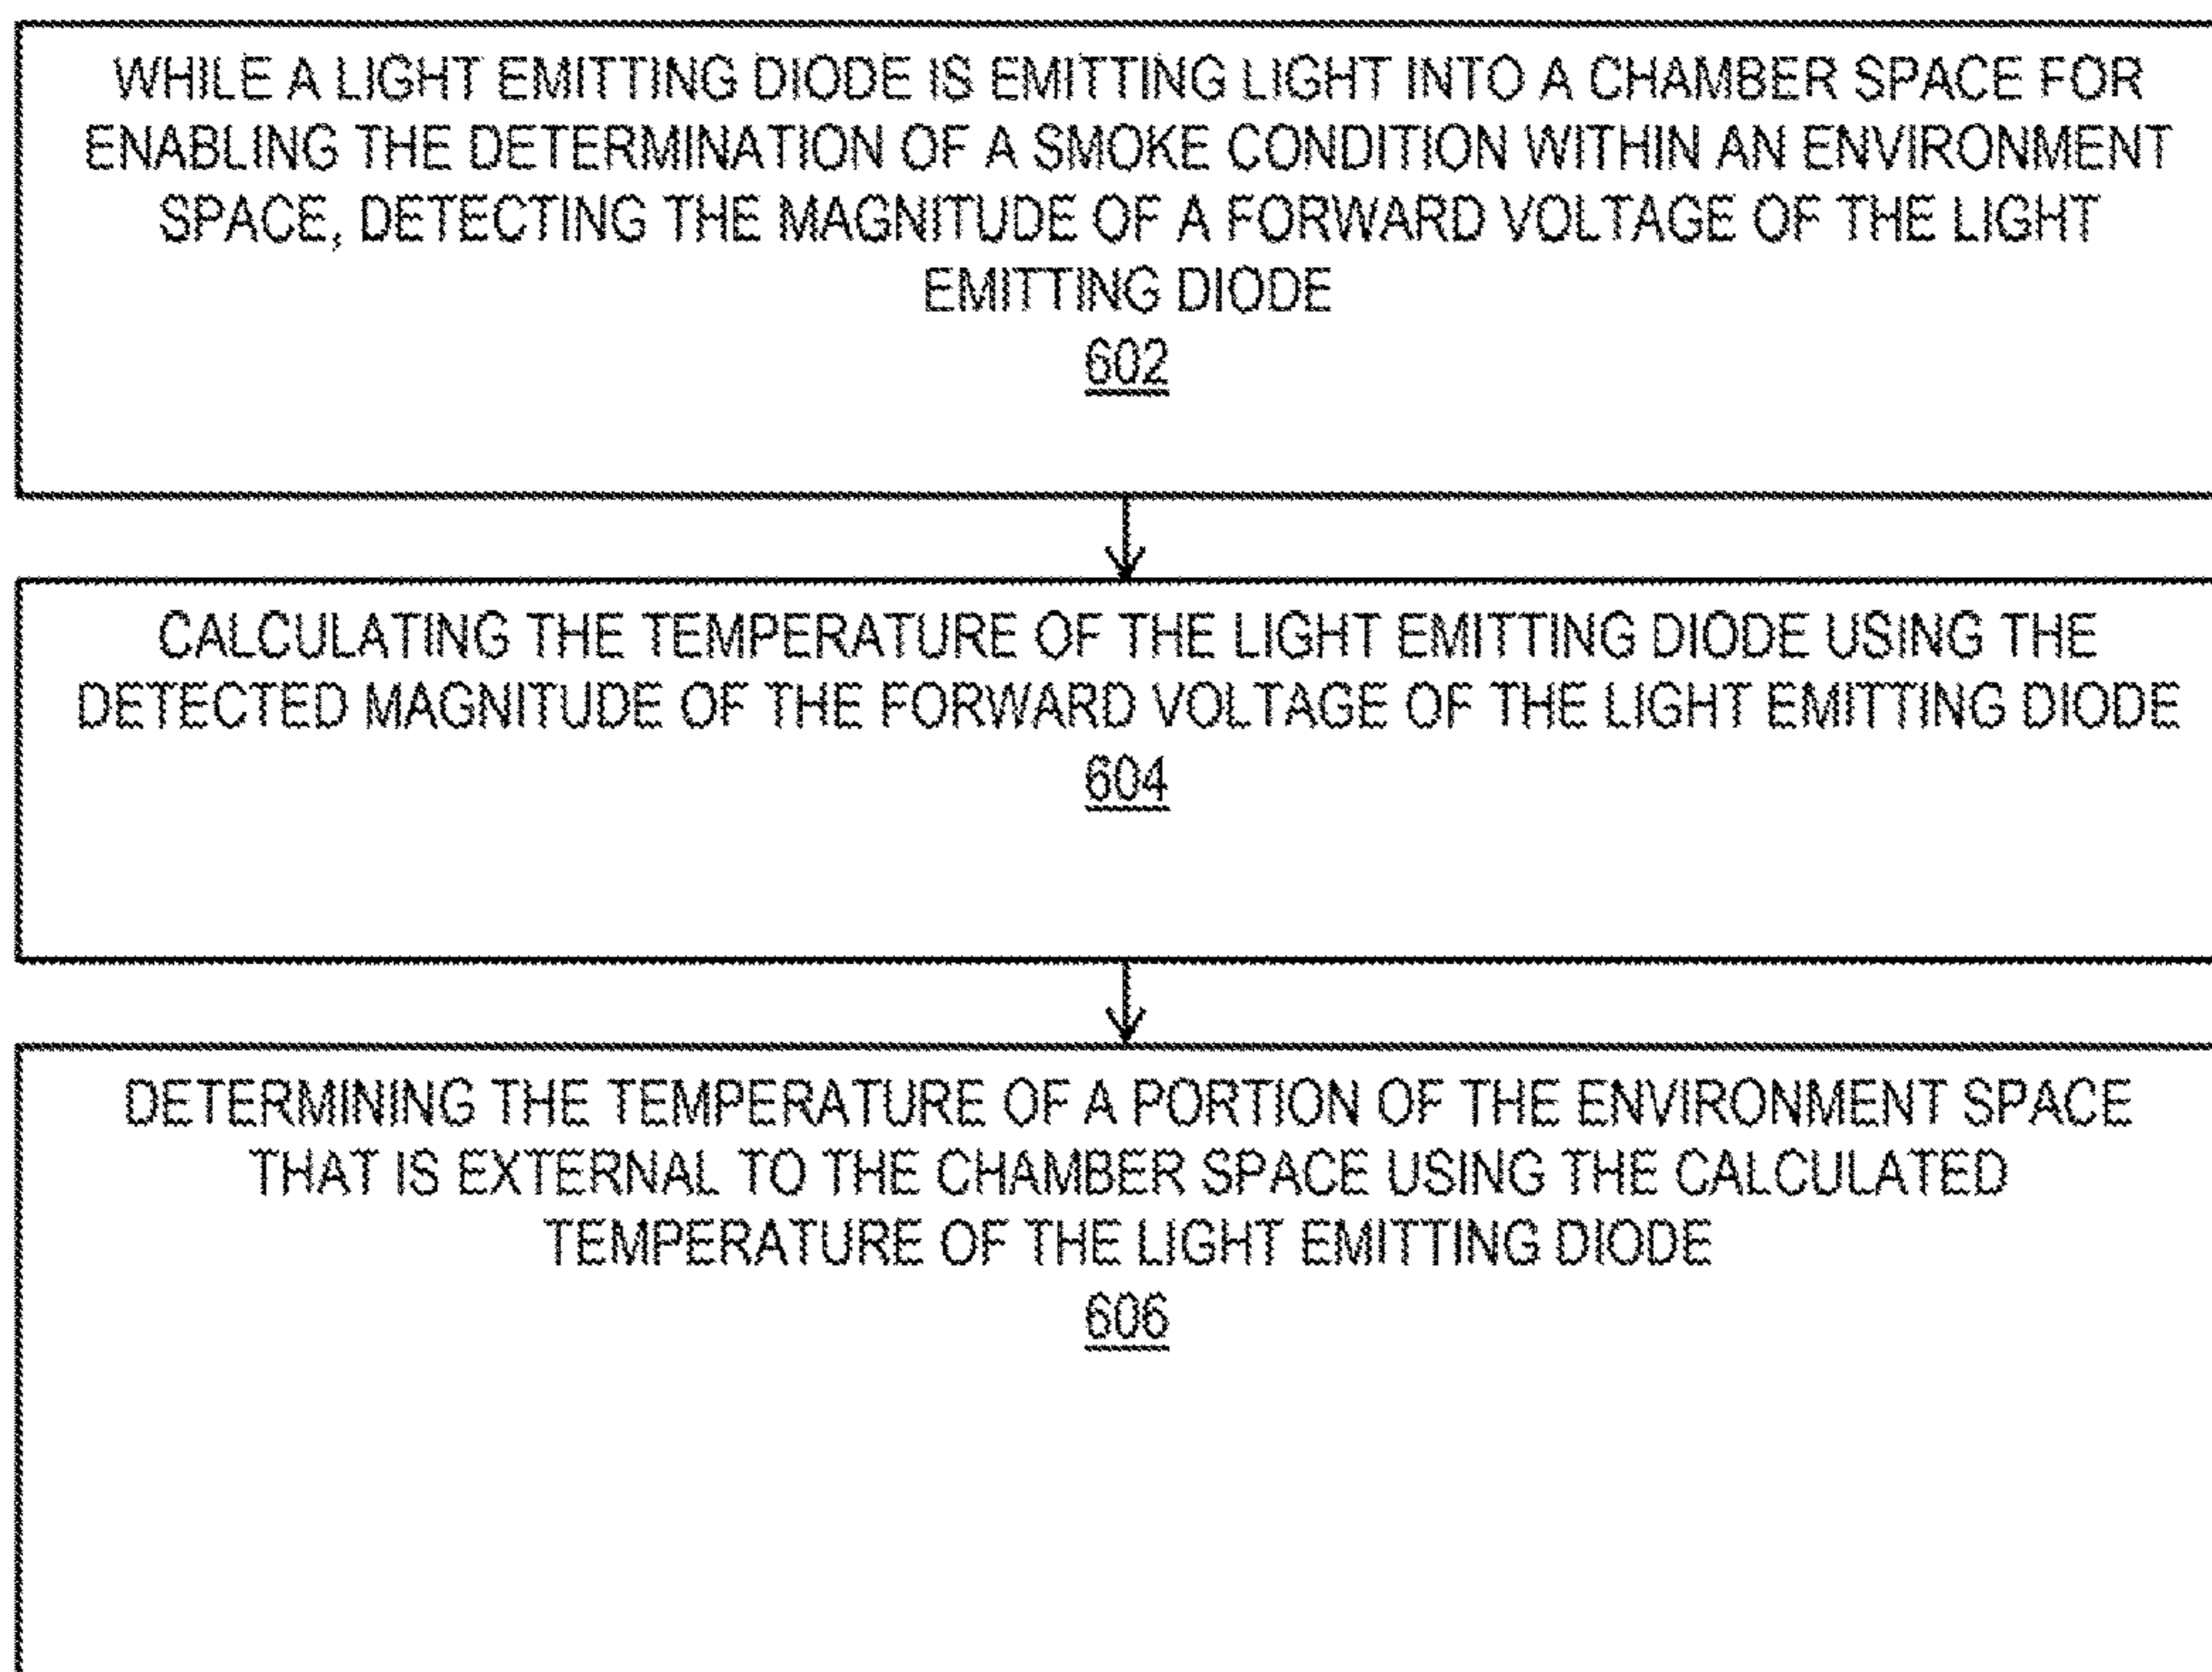 WHILE A LIGHT EMITTING DIODE IS EMITTING LIGHT INTO A CHAMBER SPACE FOR
ENABLING THE DETERMINATION OF A SMOKE CONDITION WITHIN AN ENVIRONMENT
SPACE, DETECTING THE MAGNITUDE OF A FORWARD VOLTAGE OF THE LIGHT
EMITTING DIODE
602
CALCULATING THE TEMPERATURE OF THE LIGHT EMITTING DIODE USING THE
DETECTED MAGNITUDE OF THE FORWARD VOLTAGE OF THE LIGHT EMITTING DIODE
604
DETERMINING THE TEMPERATURE OF A PORTION OF THE ENVIRONMENT SPACE
THAT IS EXTERNAL TO THE CHAMBER SPACE USING THE CALCULATED
TEMPERATURE OF THE LIGHT EMITTING DIODE
606